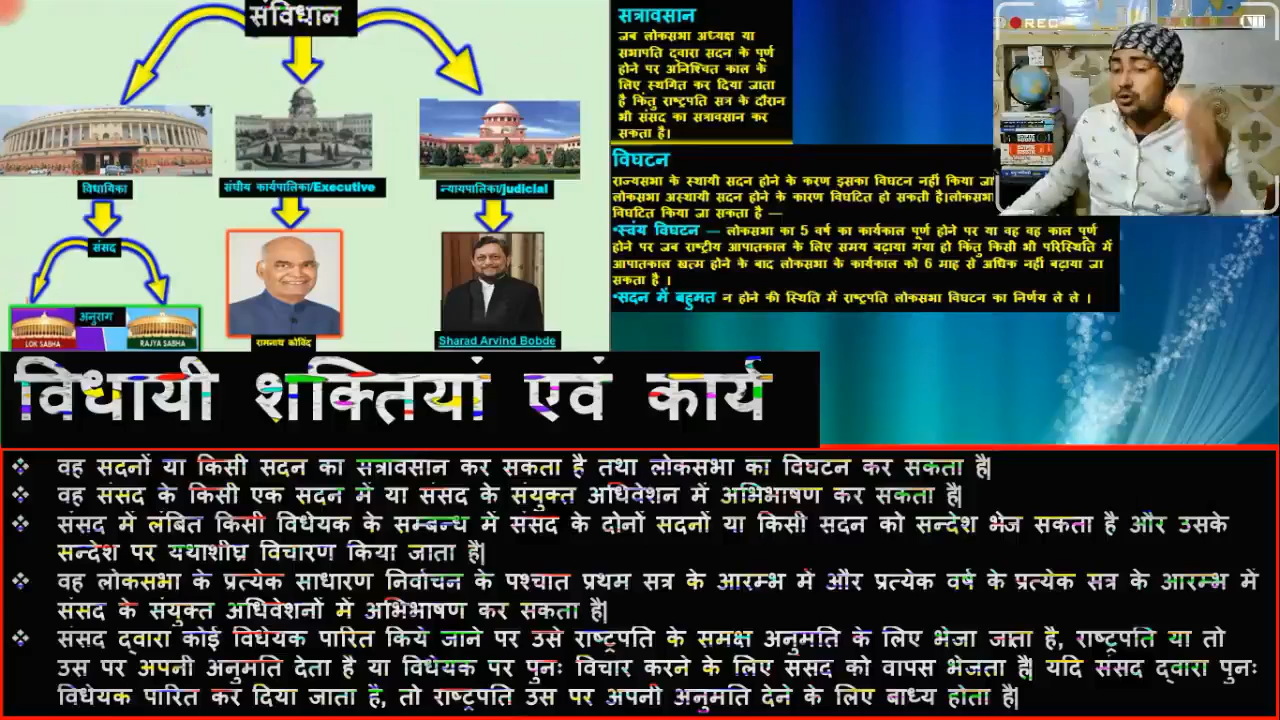 संविधान
विधायिका
संघीय कार्यपालिका/Executive
न्यायपालिका/Judicial
संसद
अनुराग
LOK SABHA
RAJYA SABHA
रामनाथ कोविंद
Sharad Arvind Bobde
सत्रावसान
जब लोकसभा अध्यक्ष या
सभापति द्वारा सदन के पूर्ण
होने पर अनिश्चित काल के
लिए स्थगित कर दिया जाता
है किंतु राष्ट्रपति सत्र के दौरान
भी संसद का सत्रावसान कर
सकता है।
विघटन
राज्यसभा के स्थायी सदन होने के करण इसका विघटन नहीं किया जा
लोकसभा अस्थायी सदन होने के कारण विघटित हो सकती है।लोकसभा
विघटित किया जा सकता है —
•स्वंय विघटन — लोकसभा का 5 वर्ष का कार्यकाल पूर्ण होने पर या वह वह काल पूर्ण
होने पर जब राष्ट्रीय आपातकाल के लिए समय बढ़ाया गया हो किंतु किसी भी परिस्थिति में
आपातकाल खत्म होने के बाद लोकसभा के कार्यकाल को 6 माह से अधिक नहीं बढ़ाया जा
सकता है ।
•सदन में बहुमत न होने की स्थिति में राष्ट्रपति लोकसभा विघटन का निर्णय ले ले ।
REC
विधायी शक्तियां एवं कार्य
❖ वह सदनों या किसी सदन का सत्रावसान कर सकता है तथा लोकसभा का विघटन कर सकता है|
❖ वह संसद के किसी एक सदन में या संसद के संयुक्त अधिवेशन में अभिभाषण कर सकता है|
❖ संसद में लंबित किसी विधेयक के सम्बन्ध में संसद के दोनों सदनों या किसी सदन को सन्देश भेज सकता है और उसके
सन्देश पर यथाशीघ्र विचारण किया जाता है|
❖ वह लोकसभा के प्रत्येक साधारण निर्वाचन के पश्चात प्रथम सत्र के आरम्भ में और प्रत्येक वर्ष के प्रत्येक सत्र के आरम्भ में
संसद के संयुक्त अधिवेशनों में अभिभाषण कर सकता है|
❖ संसद द्वारा कोई विधेयक पारित किये जाने पर उसे राष्ट्रपति के समक्ष अनुमति के लिए भेजा जाता है, राष्ट्रपति या तो
उस पर अपनी अनुमति देता है या विधेयक पर पुनः विचार करने के लिए संसद को वापस भेजता है| यदि संसद द्वारा पुनः
विधेयक पारित कर दिया जाता है, तो राष्ट्रपति उस पर अपनी अनुमति देने के लिए बाध्य होता है|